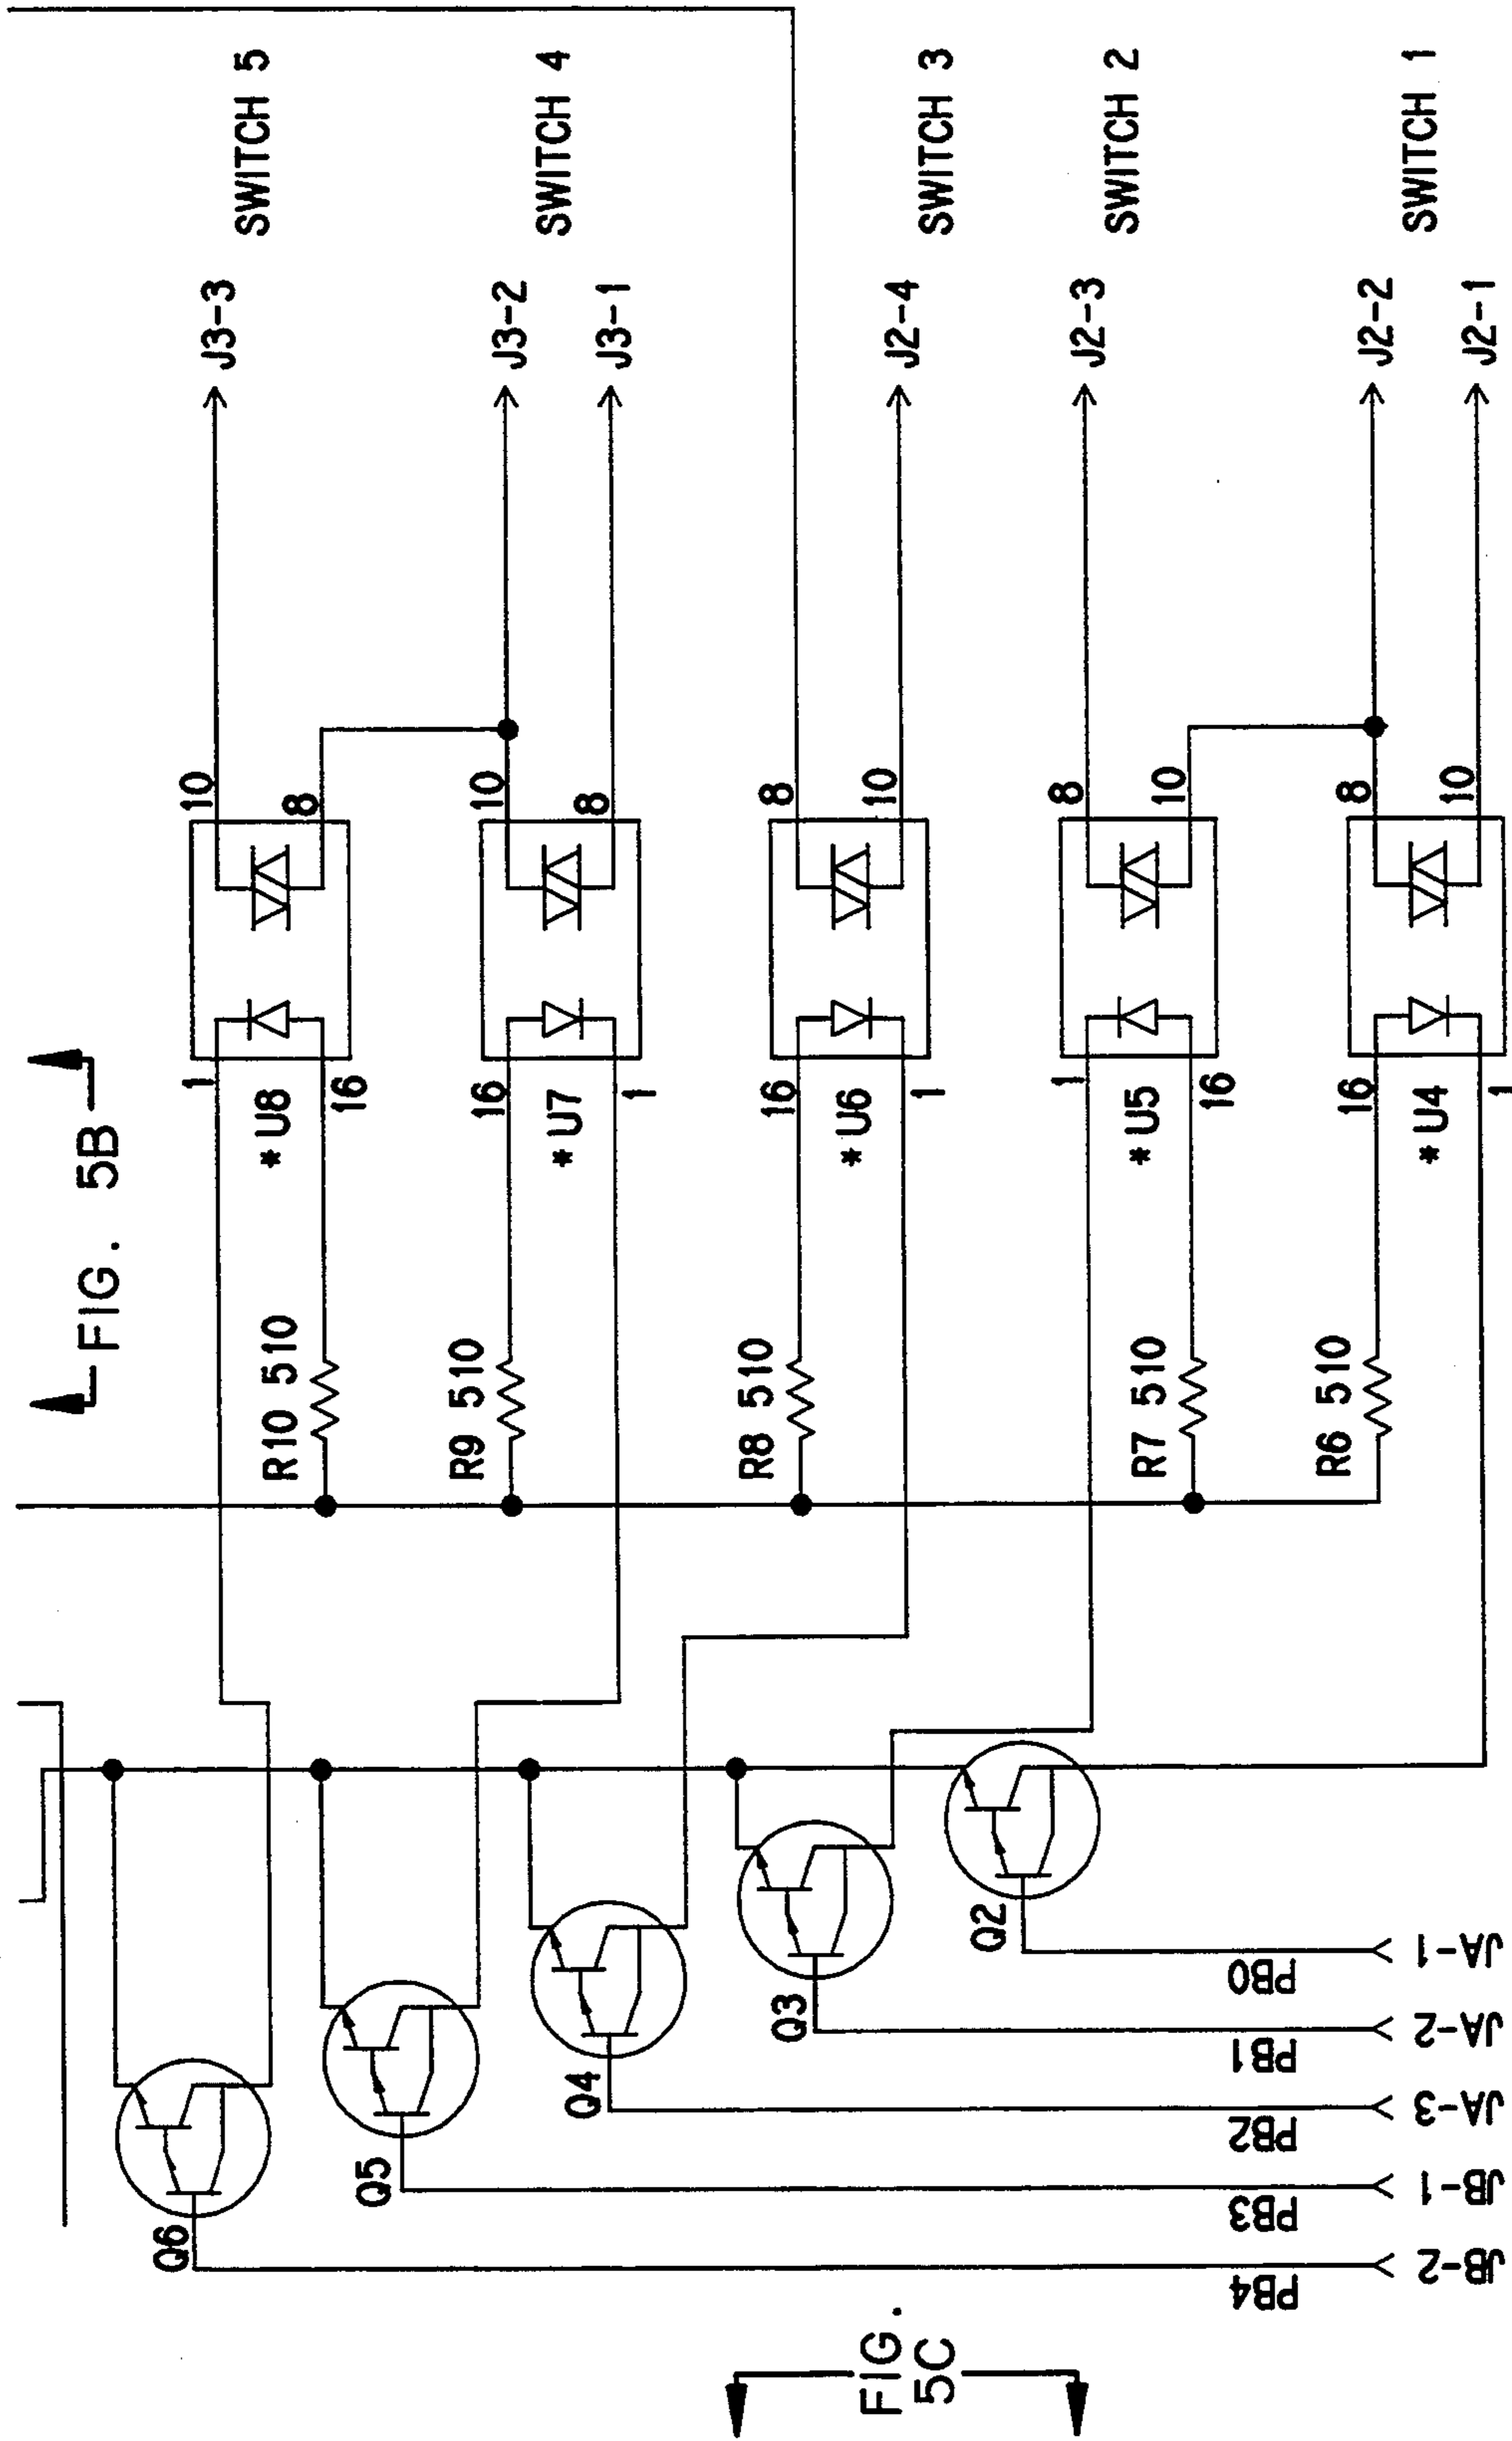 FIG. 5B
10
J3-3
SWITCH 5
1
* U8
8
R10 510
16
10
J3-2
SWITCH 4
R9 510
16
* U7
8
J3-1
1
8
R8 510
16
* U6
10
J2-4
SWITCH 3
1
8
J2-3
SWITCH 2
1
* U5
10
R7 510
16
8
J2-2
SWITCH 1
R6 510
16
* U4
10
J2-1
1
Q6
Q5
Q4
Q3
Q2
PB4
PB3
PB2
PB1
PB0
JB-2
JB-1
JA-3
JA-2
JA-1
FIG.
5C